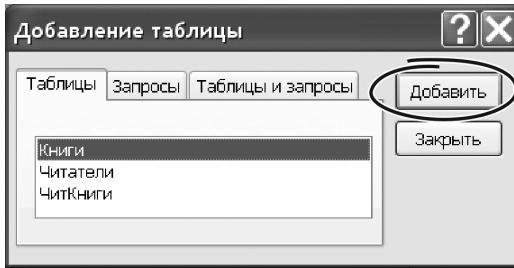 Добавление таблицы
Таблицы Запросы Таблицы и запросы
Добавить
Закрыть
Книги
Читатели
ЧитКниги